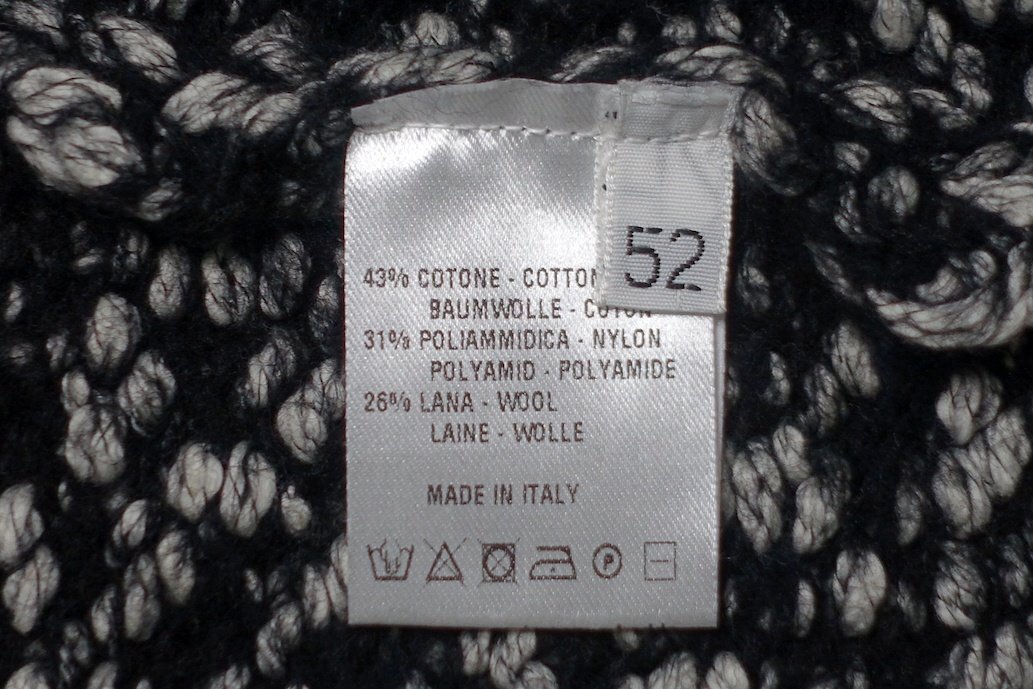 52
43% COTONE - COTTON
BAUMWOLLE - COTON
31% POLIAMMIDICA - NYLON
POLYAMID - POLYAMIDE
26% LANA - WOOL
LAINE - WOLLE
MADE IN ITALY
P